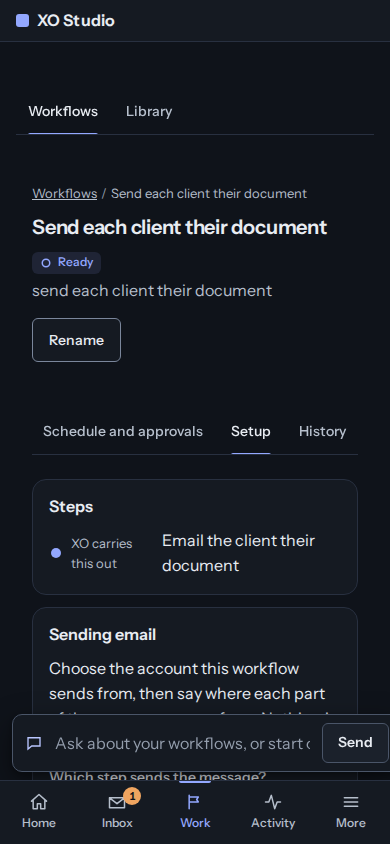 XO Studio
Workflows Library
Workflows / Send each client their document
Send each client their document
Ready
send each client their document
Rename
Schedule and approvals Setup History
Steps
XO carries
this out
Email the client their
document
Sending email
Choose the account this workflow
sends from, then say where each part
Ask about your workflows, or start
Send
Which step sends the message?
1
Home Inbox Work Activity More